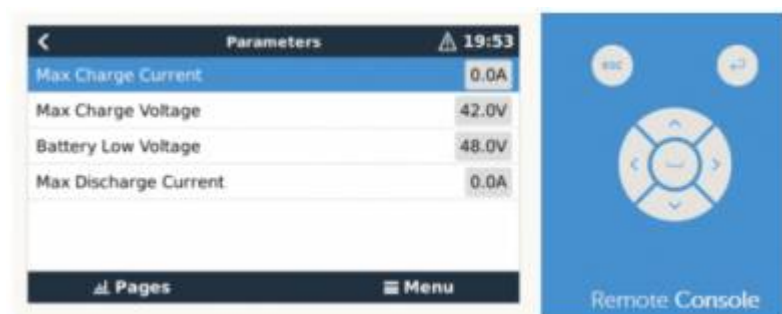 Parameters 19:53
Max Charge Current 0.0A
Max Charge Voltage 42.0V
Battery Low Voltage 48.0V
Max Discharge Current 0.0A
Pages Menu
esc
Remote Console